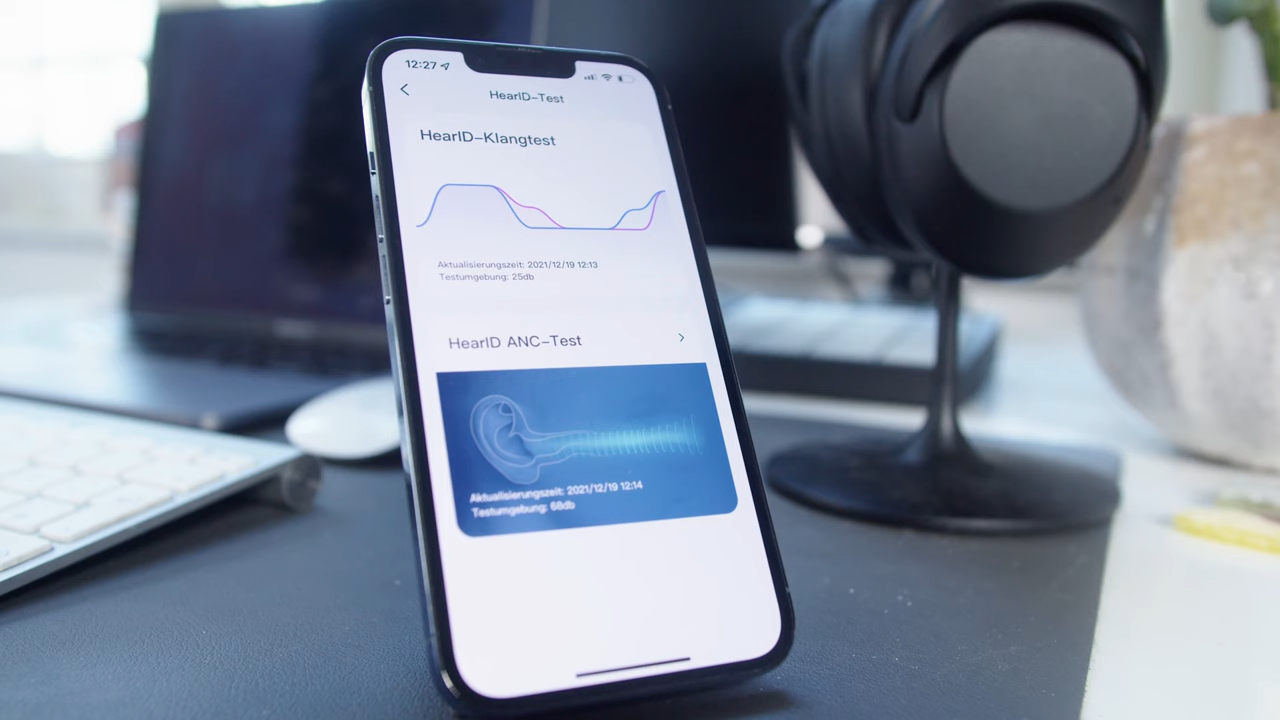 12:27
HearID-Test
HearID-Klangtest
Aktualisierungszeit: 2021/12/19 12:13
Testumgebung: 25db
HearID ANC-Test
Aktualisierungszeit: 2021/12/19 12:14
Testumgebung: 68db